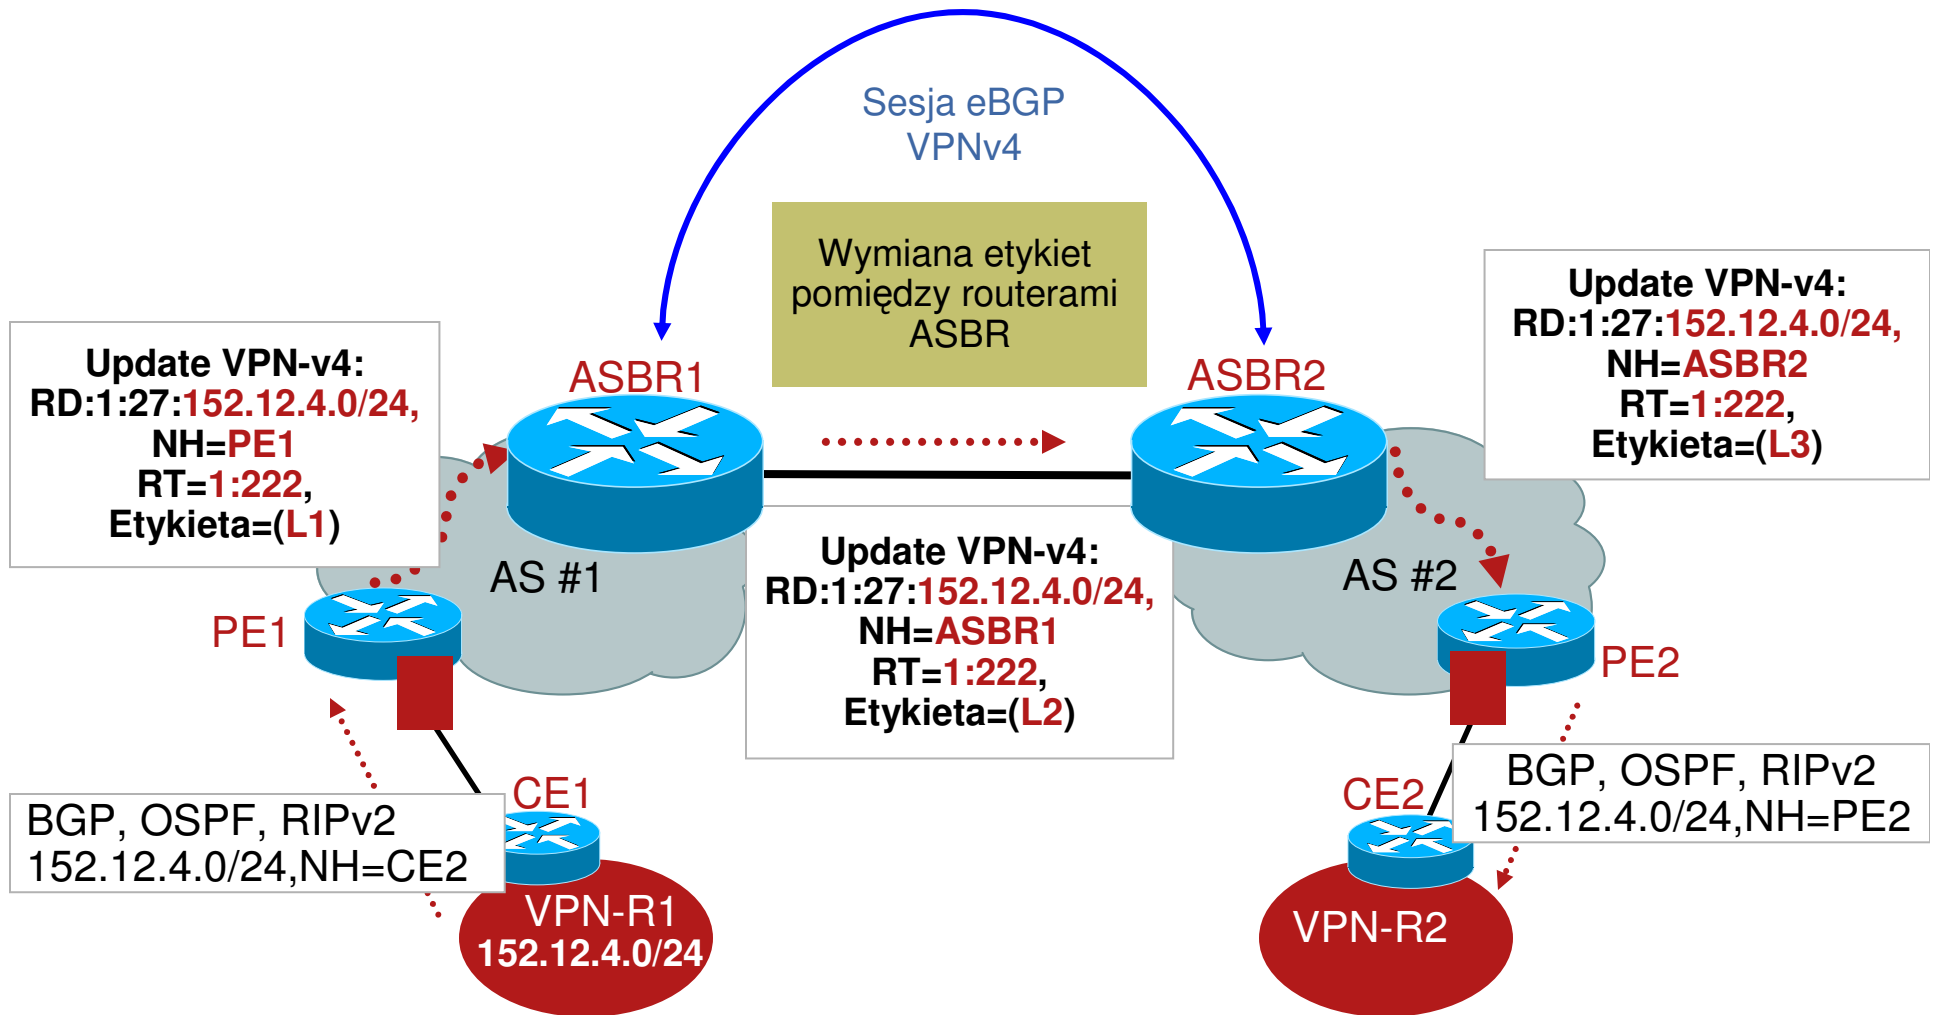 Sesja eBGP
VPNv4
Wymiana etykiet
pomiędzy routerami
ASBR
Update VPN-v4:
RD:1:27:152.12.4.0/24,
NH=PE1
RT=1:222,
Etykieta=(L1)
ASBR1
ASBR2
Update VPN-v4:
RD:1:27:152.12.4.0/24,
NH=ASBR2
RT=1:222,
Etykieta=(L3)
AS #1
Update VPN-v4:
RD:1:27:152.12.4.0/24,
NH=ASBR1
RT=1:222,
Etykieta=(L2)
AS #2
PE1
PE2
CE1
BGP, OSPF, RIPv2
152.12.4.0/24,NH=CE2
VPN-R1
152.12.4.0/24
CE2
BGP, OSPF, RIPv2
152.12.4.0/24,NH=PE2
VPN-R2